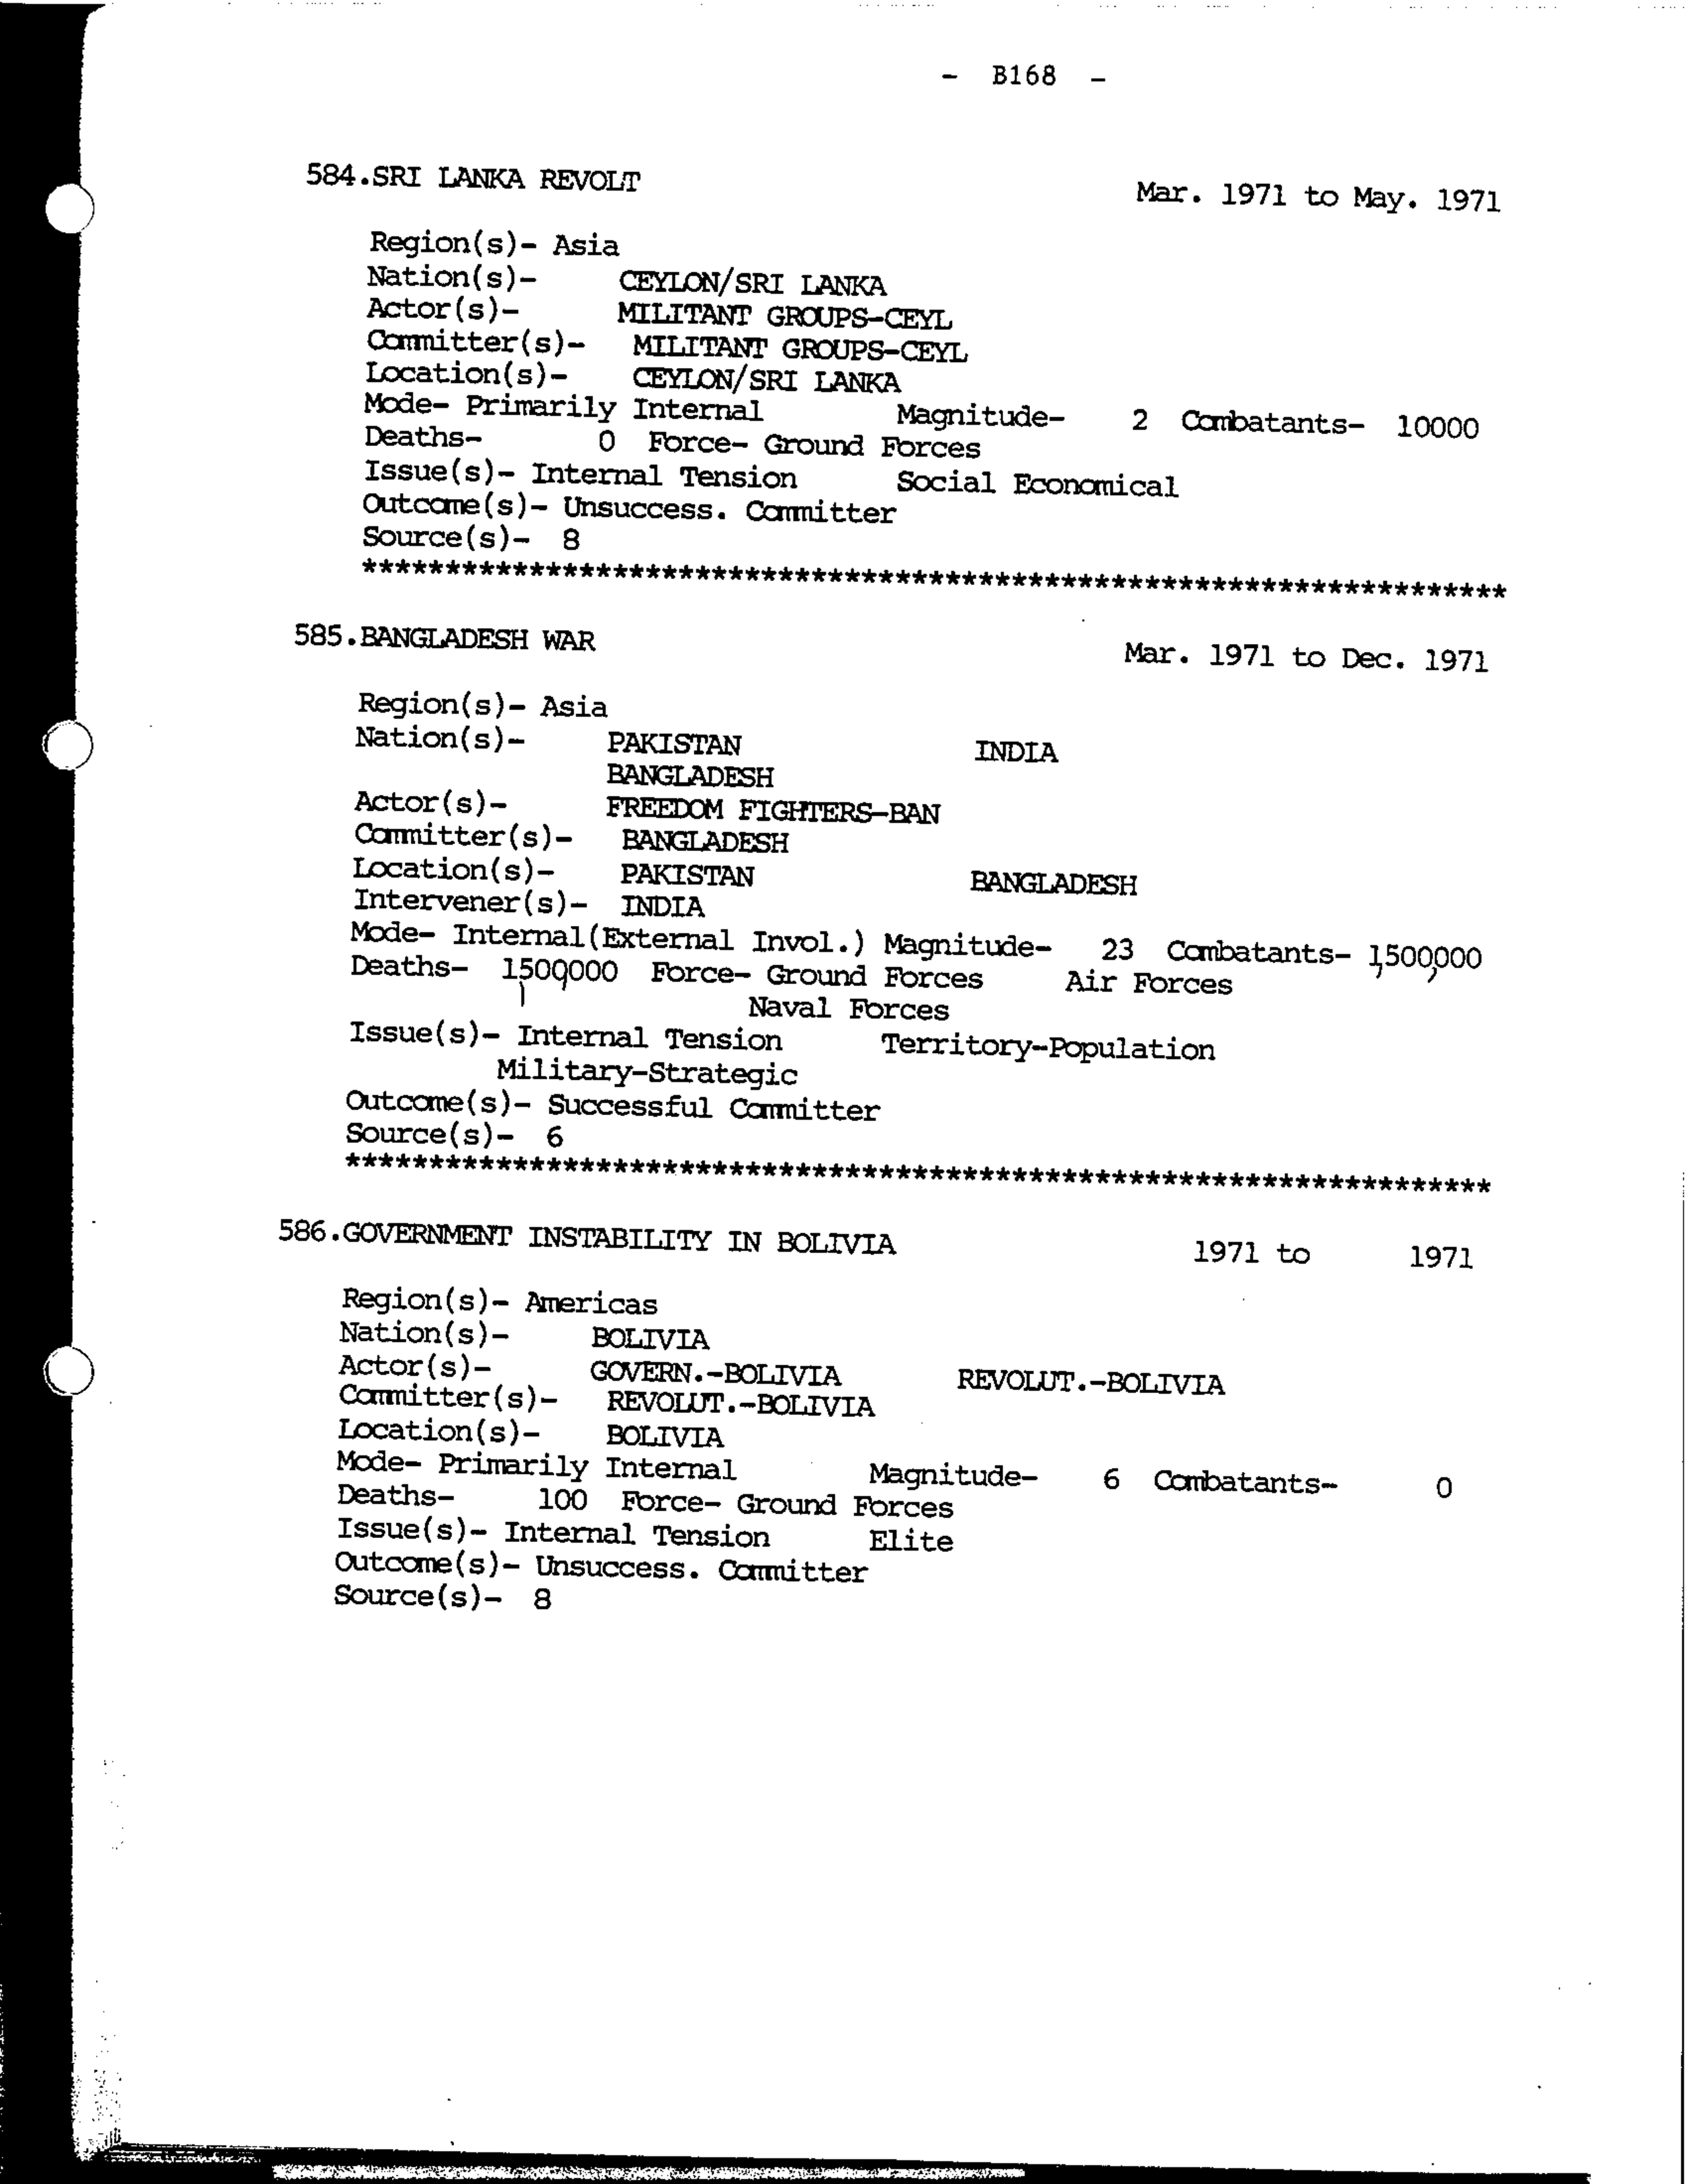 - B168 -
584.SRI LANKA REVOLT Mar. 1971 to May. 1971
Region(s)- Asia
Nation(s)- CEYLON/SRI LANKA
Actor(s)- MILITANT GROUPS-CEYL
Committer(s)- MILITANT GROUPS-CEYL
Location(s)- CEYLON/SRI LANKA
Mode- Primarily Internal Magnitude- 2 Combatants- 10000
Deaths- 0 Force- Ground Forces
Issue(s)- Internal Tension Social Economical
Outcome(s)- Unsuccess. Committer
Source(s)- 8
*********************************************************************
585.BANGLADESH WAR Mar. 1971 to Dec. 1971
Region(s)- Asia
Nation(s)- PAKISTAN INDIA
BANGLADESH
Actor(s)- FREEDOM FIGHTERS-BAN
Committer(s)- BANGLADESH
Location(s)- PAKISTAN BANGLADESH
Intervener(s)- INDIA
Mode- Internal(External Invol.) Magnitude- 23 Combatants- 1,500,000
Deaths- 1,500,000 Force- Ground Forces Air Forces
Naval Forces
Issue(s)- Internal Tension Territory-Population
Military-Strategic
Outcome(s)- Successful Committer
Source(s)- 6
*********************************************************************
586.GOVERNMENT INSTABILITY IN BOLIVIA 1971 to 1971
Region(s)- Americas
Nation(s)- BOLIVIA
Actor(s)- GOVERN.-BOLIVIA REVOLUT.-BOLIVIA
Committer(s)- REVOLUT.-BOLIVIA
Location(s)- BOLIVIA
Mode- Primarily Internal Magnitude- 6 Combatants- 0
Deaths- 100 Force- Ground Forces
Issue(s)- Internal Tension Elite
Outcome(s)- Unsuccess. Committer
Source(s)- 8